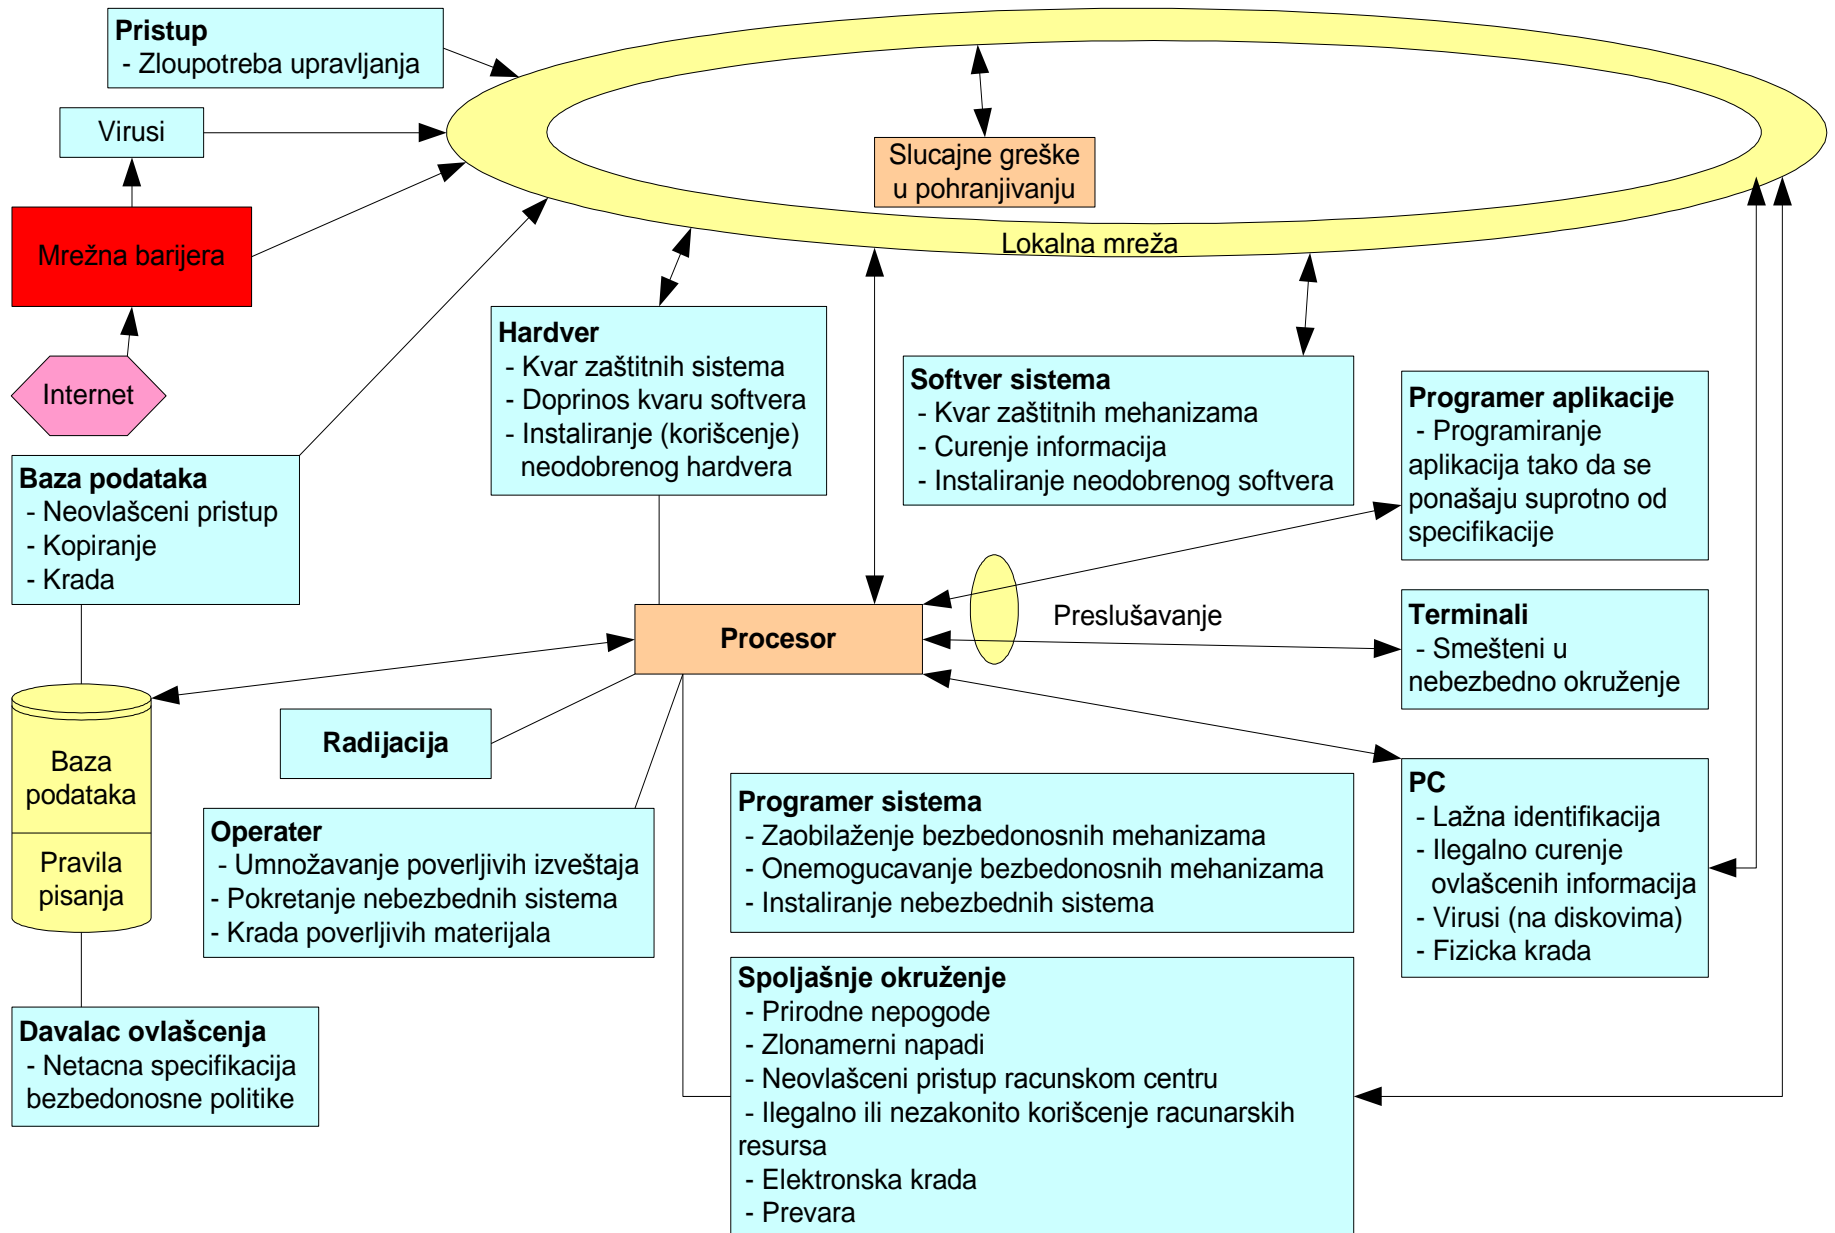 Pristup
- Zloupotreba upravljanja
Virusi
Slucajne greške
u pohranjivanju
Mrežna barijera
Lokalna mreža
Internet
Hardver
- Kvar zaštitnih sistema
- Doprinos kvaru softvera
- Instaliranje (korišcenje)
neodobrenog hardvera
Softver sistema
- Kvar zaštitnih mehanizama
- Curenje informacija
- Instaliranje neodobrenog softvera
Programer aplikacije
- Programiranje
aplikacija tako da se
ponašaju suprotno od
specifikacije
Baza podataka
- Neovlašceni pristup
- Kopiranje
- Krada
Procesor
Preslušavanje
Terminali
- Smešteni u
nebezbedno okruženje
Radijacija
Baza
podataka
Pravila
pisanja
Operater
- Umnožavanje poverljivih izveštaja
- Pokretanje nebezbednih sistema
- Krada poverljivih materijala
Programer sistema
- Zaobilaženje bezbedonosnih mehanizama
- Onemogucavanje bezbedonosnih mehanizama
- Instaliranje nebezbednih sistema
PC
- Lažna identifikacija
- Ilegalno curenje
ovlašcenih informacija
- Virusi (na diskovima)
- Fizicka krada
Davalac ovlašcenja
- Netacna specifikacija
bezbedonosne politike
Spoljašnje okruženje
- Prirodne nepogode
- Zlonamerni napadi
- Neovlašceni pristup racunskom centru
- Ilegalno ili nezakonito korišcenje racunarskih
resursa
- Elektronska krada
- Prevara